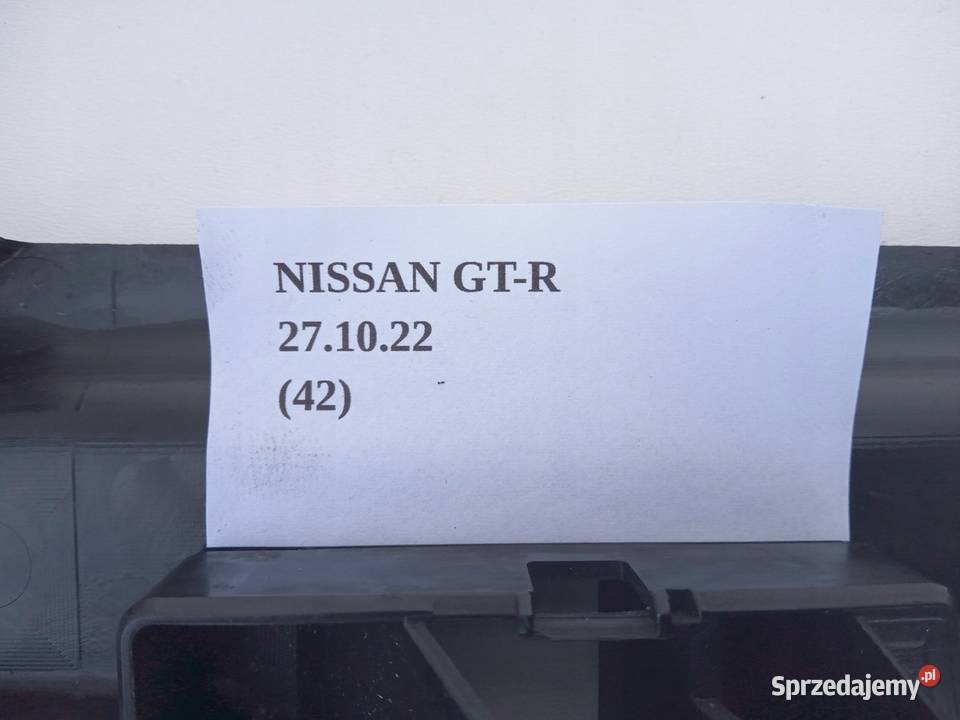 NISSAN GT-R
27.10.22
(42)
Sprzedajemy.pl